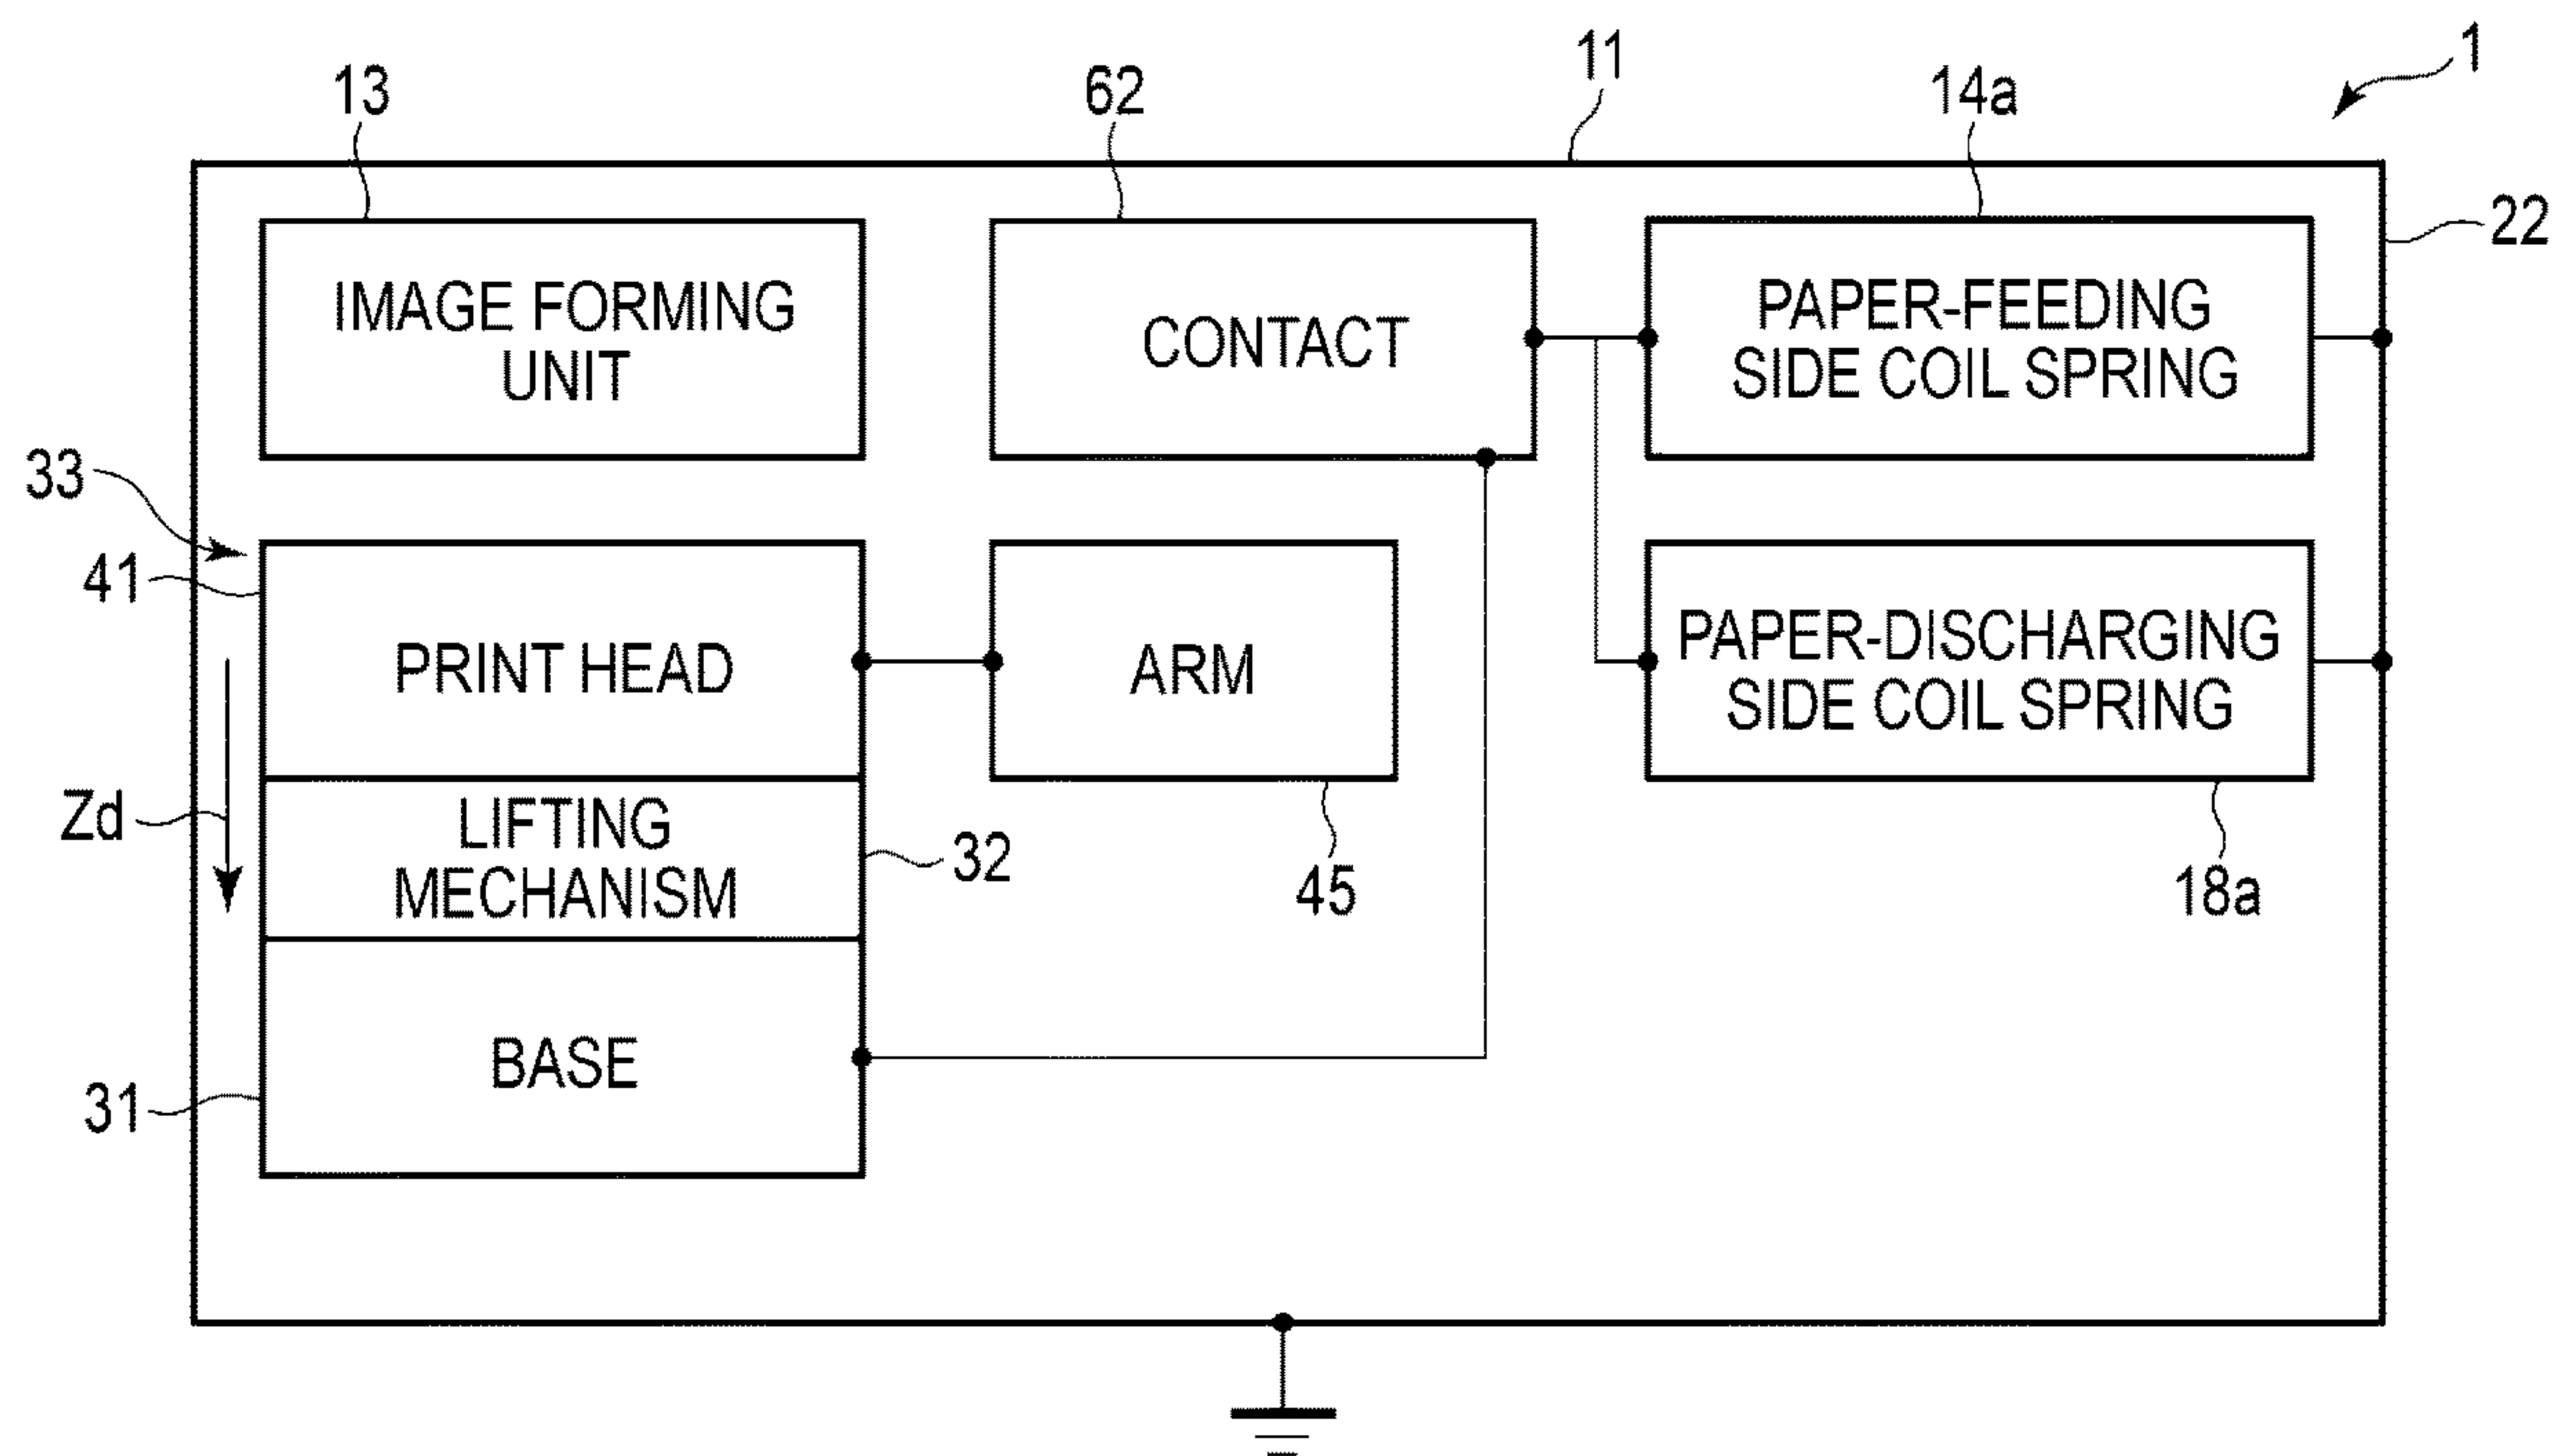 1
11
13
62
14a
22
IMAGE FORMING
UNIT
CONTACT
PAPER-FEEDING
SIDE COIL SPRING
33
41
PRINT HEAD
ARM
PAPER-DISCHARGING
SIDE COIL SPRING
Zd
LIFTING
MECHANISM
32
45
18a
BASE
31